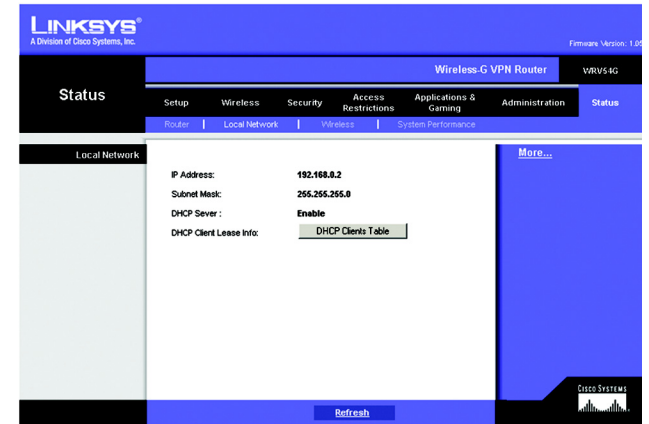 LINKSYS®
A Division of Cisco Systems, Inc.
Firmware Version: 1.05
Wireless-G VPN Router WRV54G
Status
Setup Wireless Security Access Restrictions Applications & Gaming Administration Status
Router Local Network Wireless System Performance
Local Network
More...
IP Address: 192.168.0.2
Subnet Mask: 255.255.255.0
DHCP Sever : Enable
DHCP Client Lease Info: DHCP Clients Table
CISCO SYSTEMS
Refresh